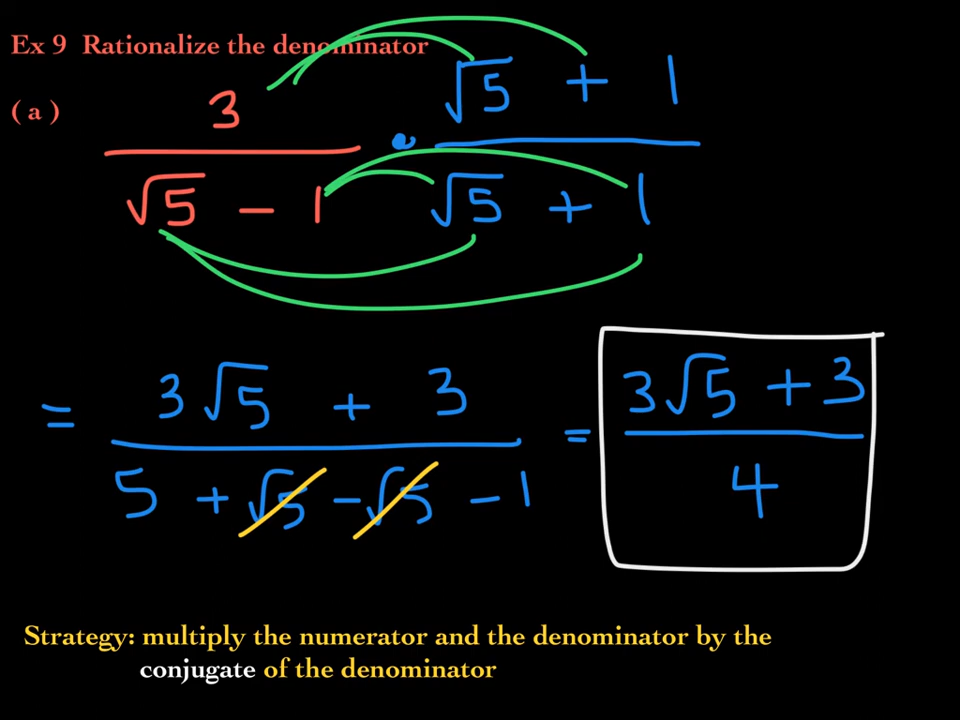 Ex 9 Rationalize the denominator
( a ) 3 / (√5 - 1) • (√5 + 1) / (√5 + 1)
= (3√5 + 3) / (5 + √5 - √5 - 1) = (3√5 + 3) / 4
Strategy: multiply the numerator and the denominator by the
conjugate of the denominator